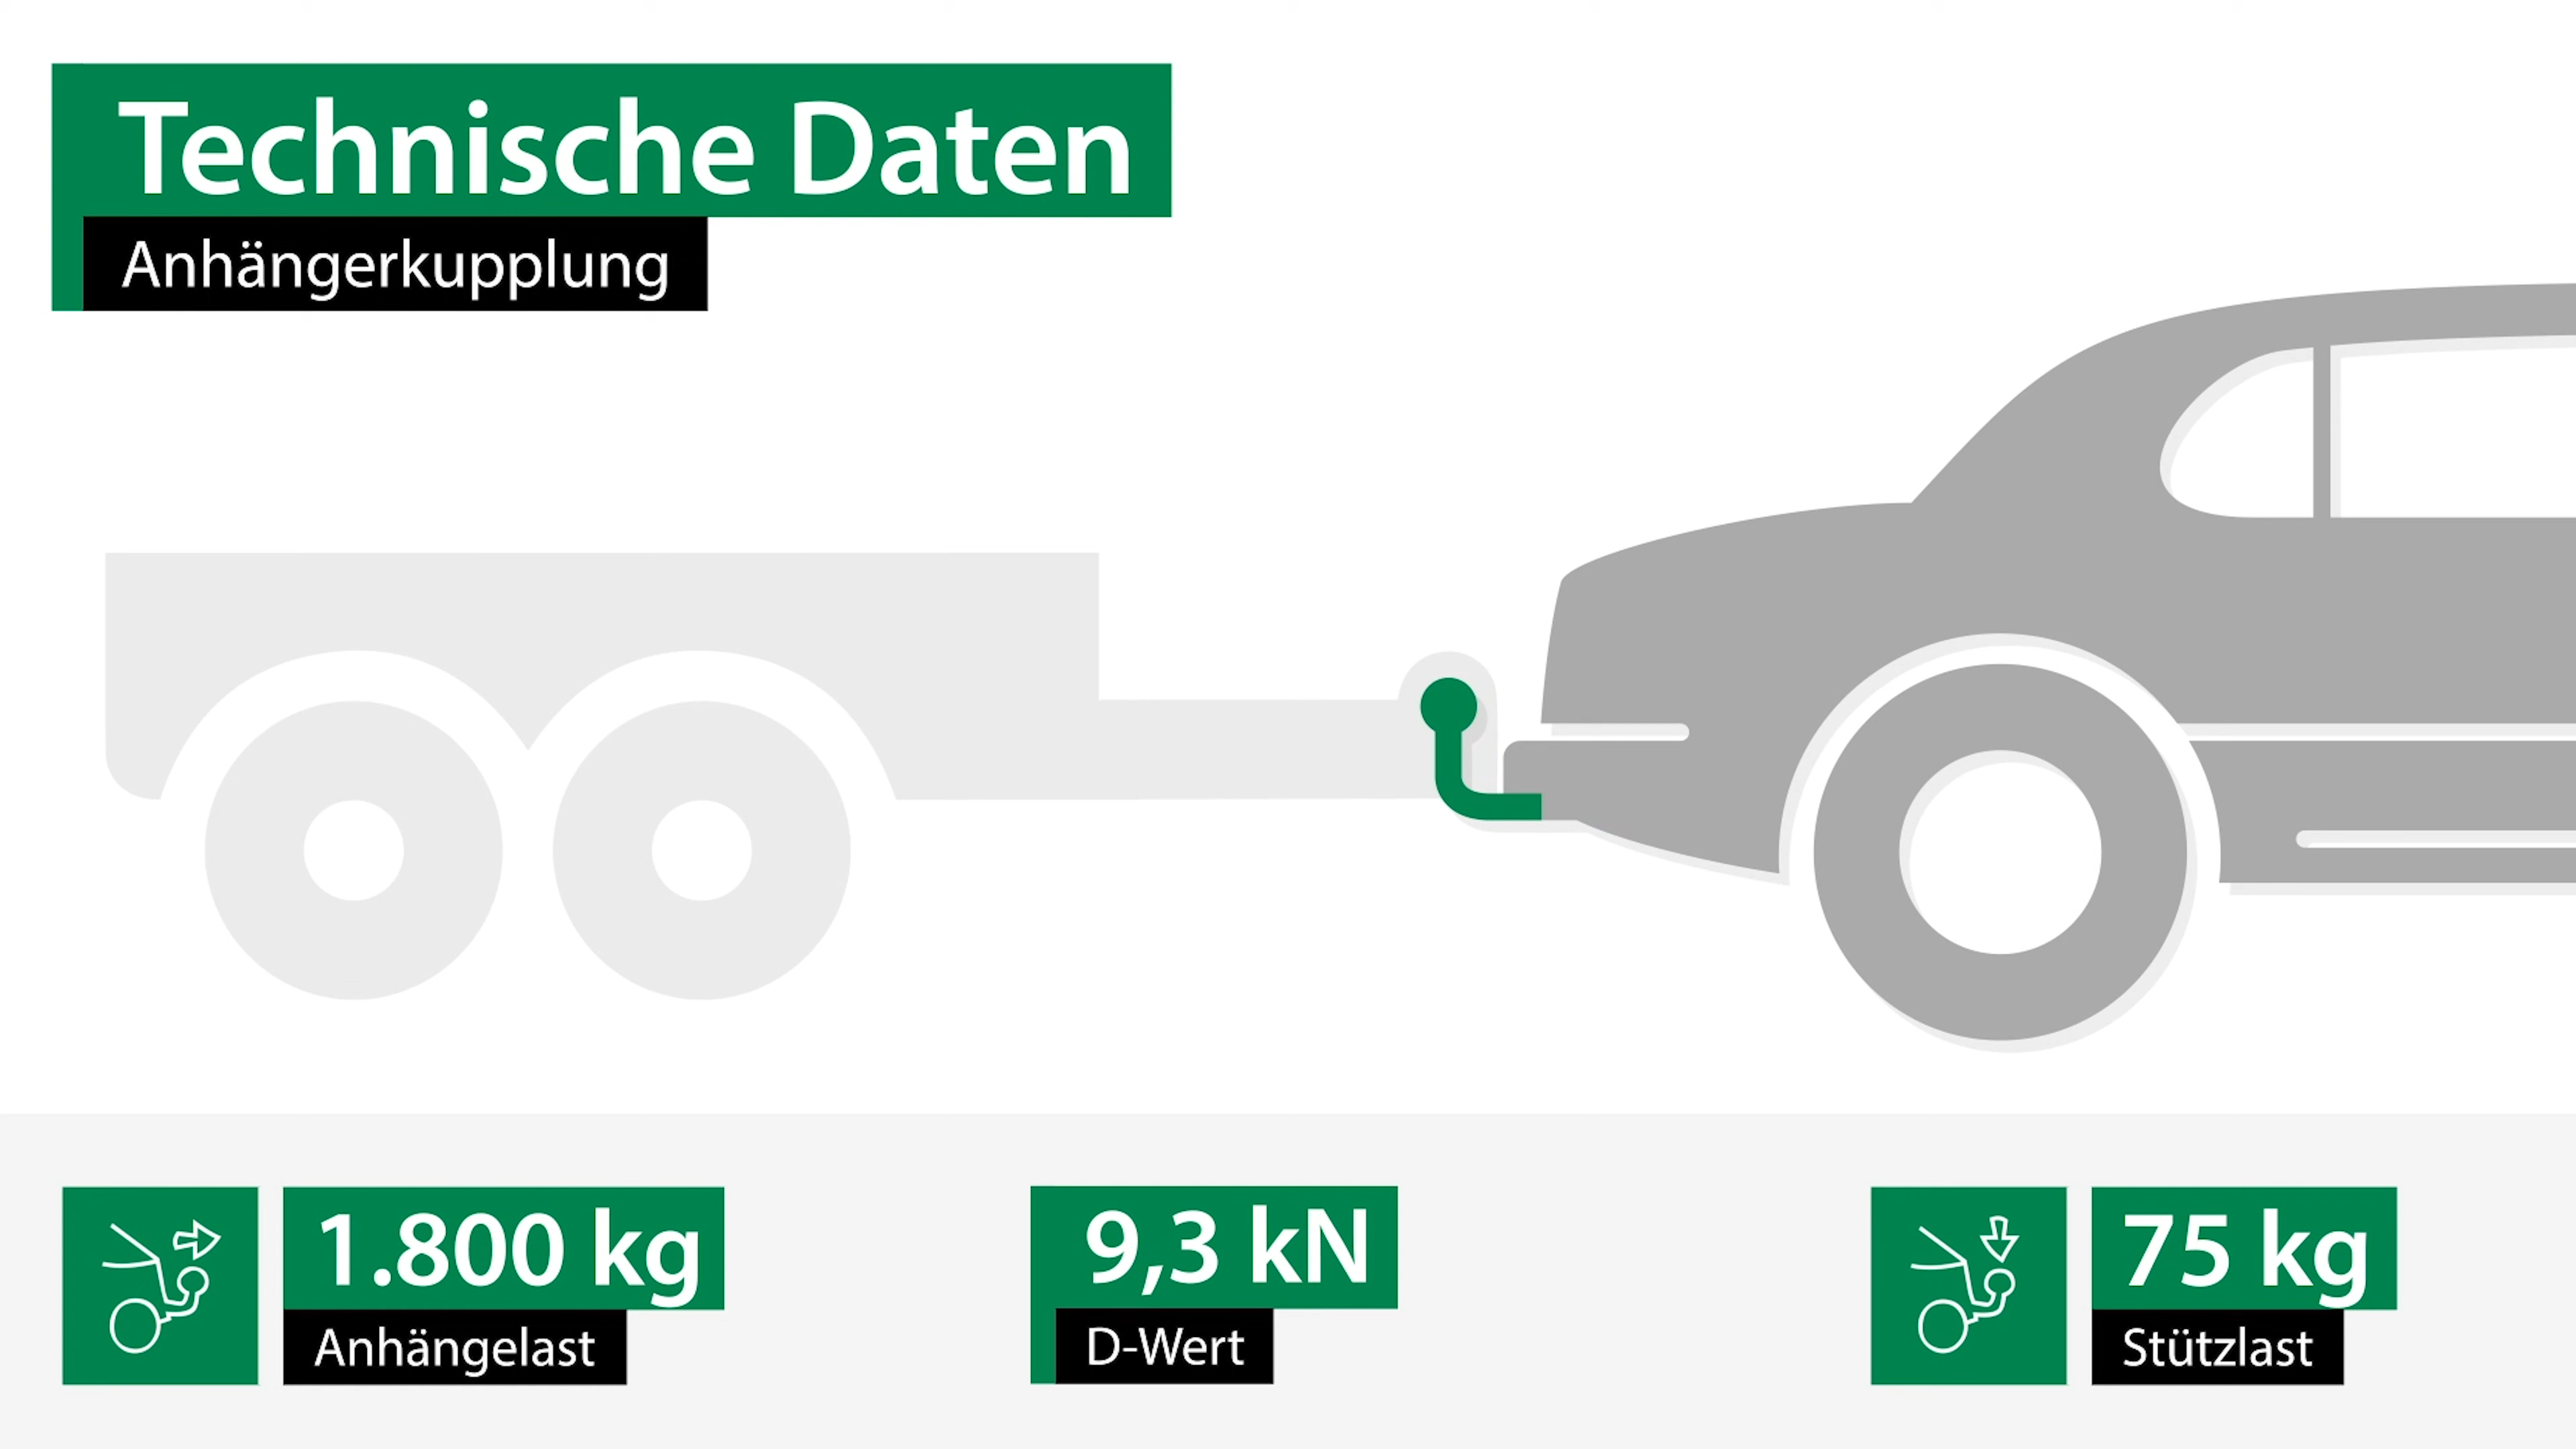 Technische Daten
Anhängerkupplung
1.800 kg
Anhängelast
9,3 kN
D-Wert
75 kg
Stützlast